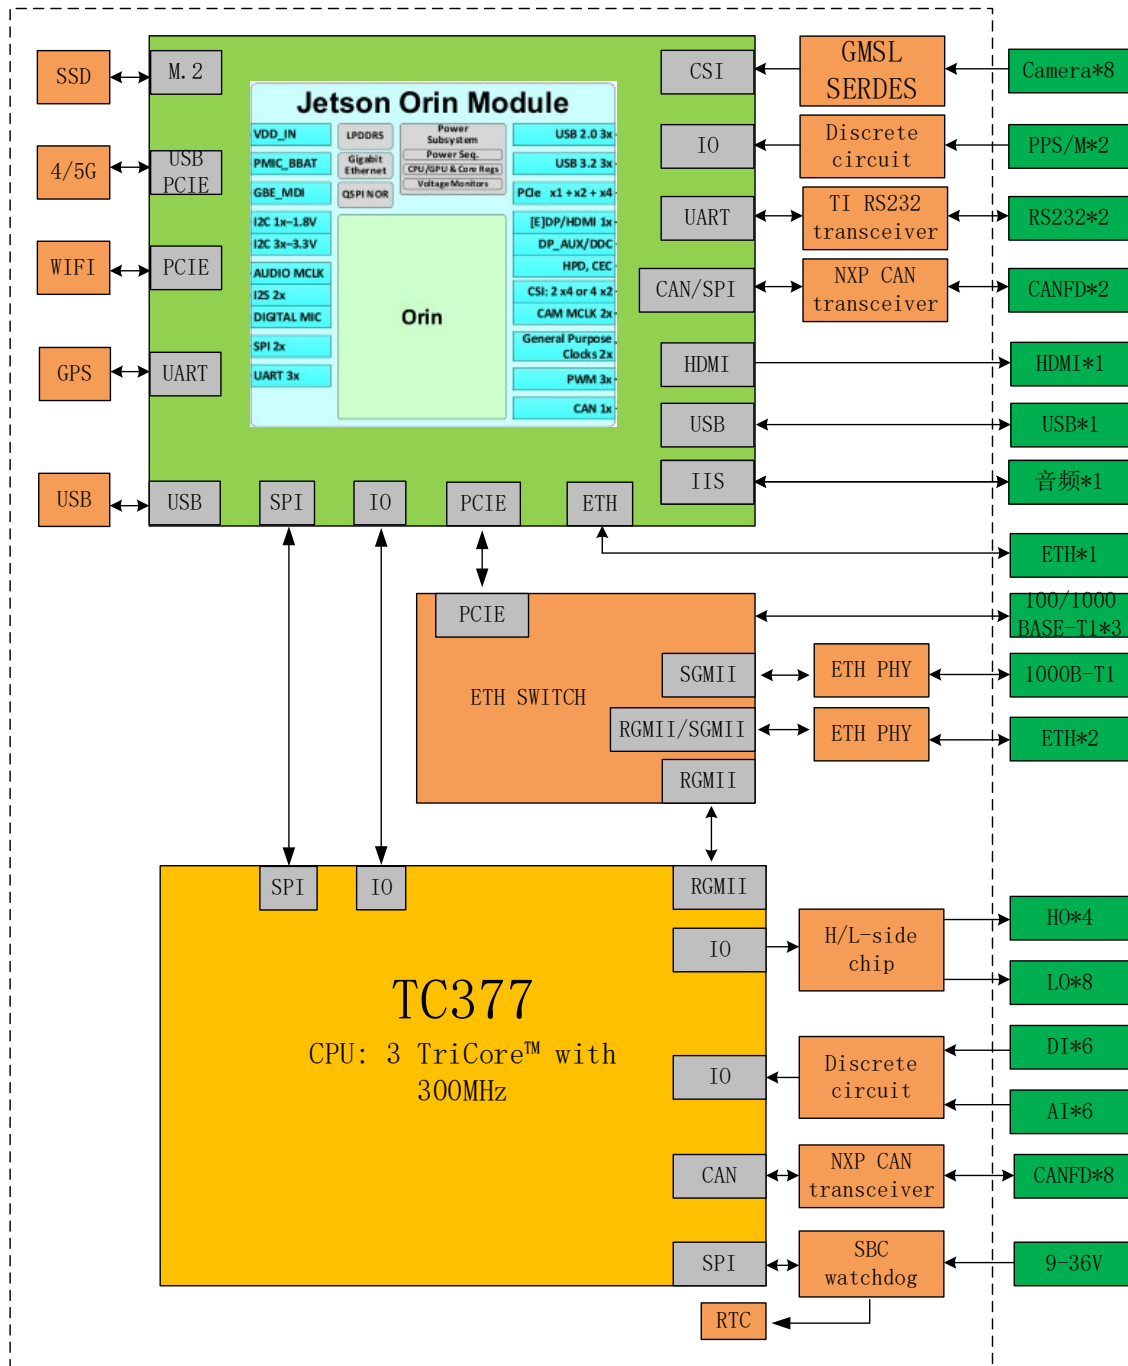 SSD
M.2
CSI
GMSL
SERDES
Camera*8
Jetson Orin Module
VDD_IN
PMIC_BBAT
GBE_MDI
I2C 1x–1.8V
I2C 3x–3.3V
AUDIO MCLK
I2S 2x
DIGITAL MIC
SPI 2x
UART 3x
LPDDR5
Gigabit
Ethernet
QSPI NOR
Power
Subsystem
Power Seq.
CPU/GPU & Core Regs
Voltage Monitors
Orin
USB 2.0 3x
USB 3.2 3x
PCIe x1 + x2 + x4
[E]DP/HDMI 1x
DP_AUX/DDC
HPD, CEC
CSI: 2 x4 or 4 x2
CAM MCLK 2x
General Purpose
Clocks 2x
PWM 3x
CAN 1x
4/5G
USB
PCIE
IO
Discrete
circuit
PPS/M*2
UART
TI RS232
transceiver
RS232*2
WIFI
PCIE
CAN/SPI
NXP CAN
transceiver
CANFD*2
GPS
UART
HDMI
HDMI*1
USB
USB*1
IIS
音频*1
USB
USB
SPI
IO
PCIE
ETH
ETH*1
PCIE
100/1000
BASE-T1*3
ETH SWITCH
SGMII
ETH PHY
1000B-T1
RGMII/SGMII
ETH PHY
ETH*2
RGMII
SPI
IO
RGMII
TC377
CPU: 3 TriCore™ with
300MHz
IO
H/L-side
chip
HO*4
LO*8
IO
Discrete
circuit
DI*6
AI*6
CAN
NXP CAN
transceiver
CANFD*8
SPI
SBC
watchdog
9-36V
RTC